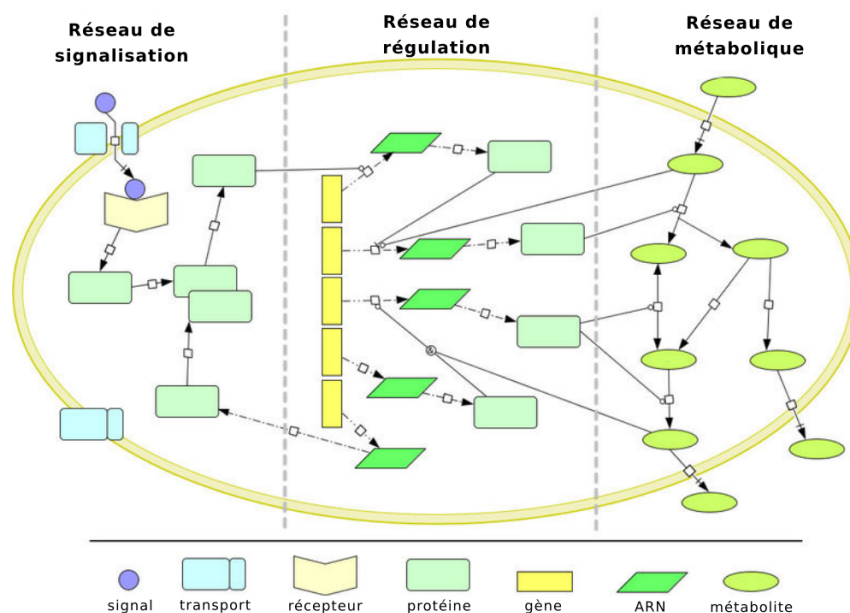 Réseau de
signalisation
Réseau de
régulation
Réseau de
métabolique
signal
transport
récepteur
protéine
gène
ARN
métabolite